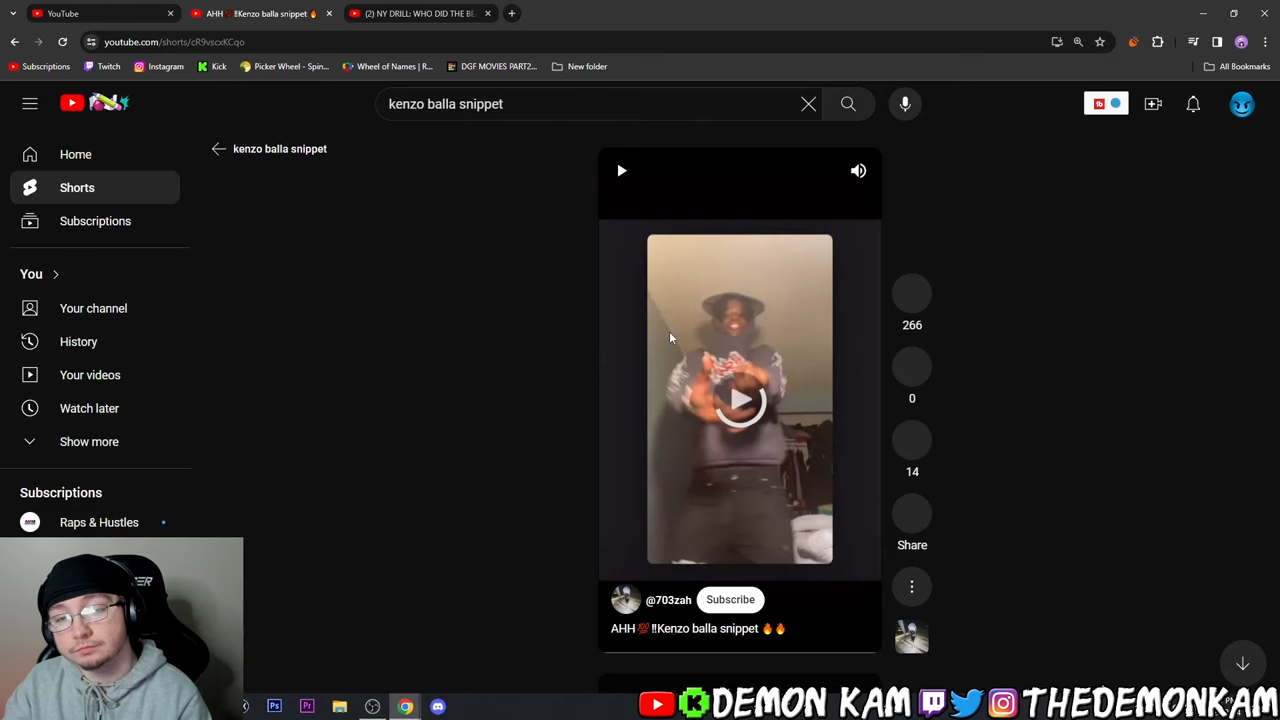 YouTube
AHH 💯 ‼️Kenzo balla snippet 🔥
(2) NY DRILL: WHO DID THE BE
youtube.com/shorts/cR9vscxKCqo
Subscriptions
Twitch
Instagram
Kick
Picker Wheel - Spin...
Wheel of Names | R...
DGF MOVIES PART2...
New folder
All Bookmarks
kenzo balla snippet
Home
kenzo balla snippet
Shorts
Subscriptions
You
Your channel
History
Your videos
Watch later
Show more
Subscriptions
Raps & Hustles
266
0
14
Share
@703zah
Subscribe
AHH💯‼️Kenzo balla snippet 🔥🔥
DEMON KAM
THEDEMONKAM